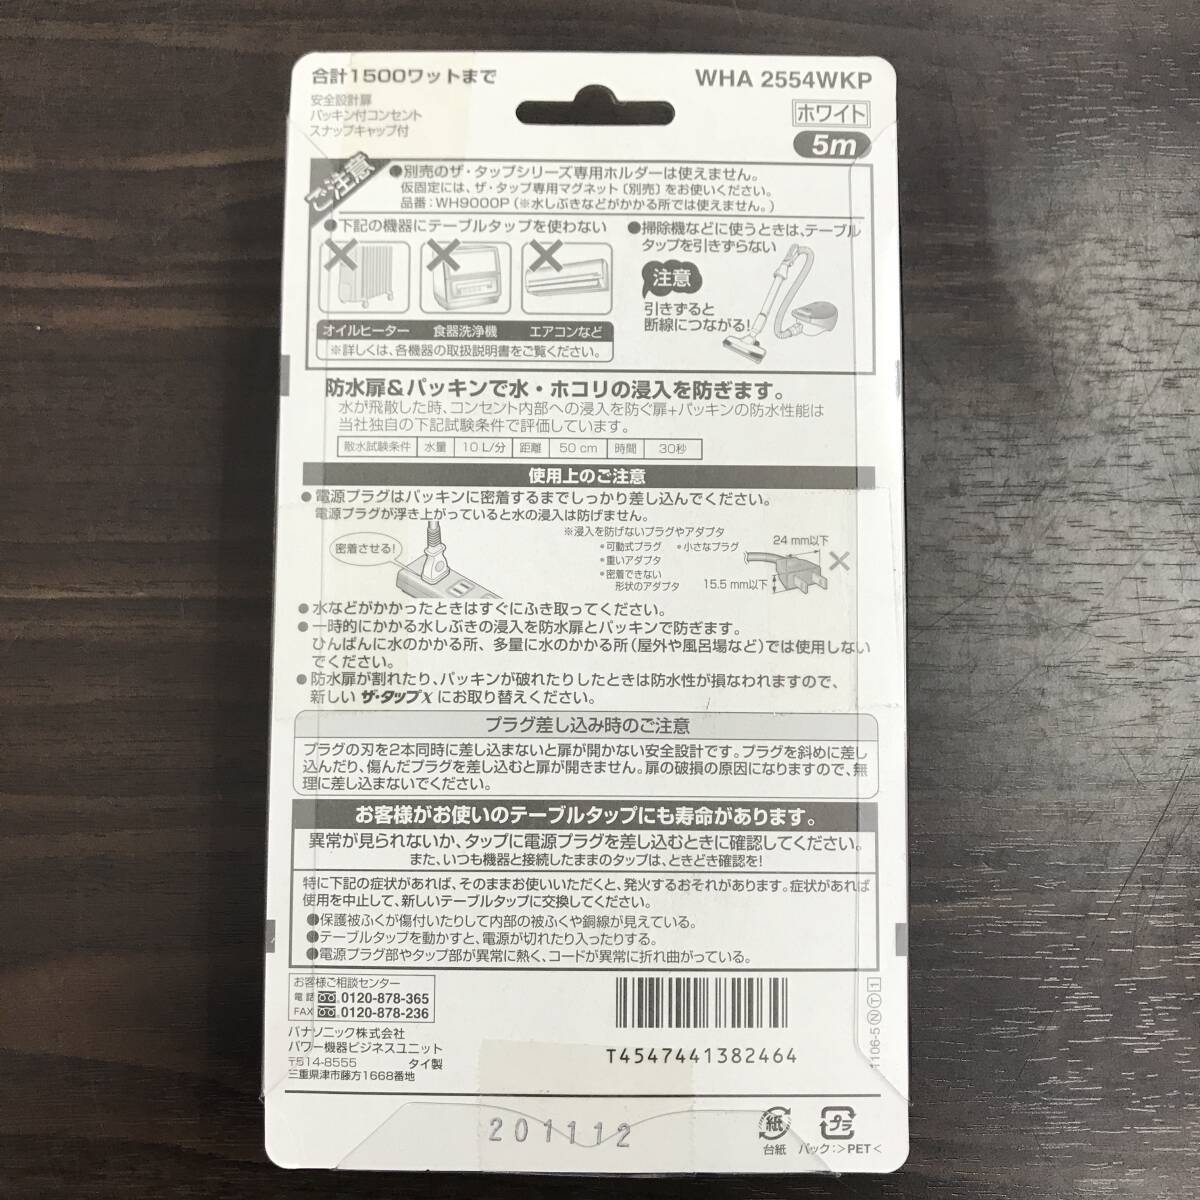 合計1500ワットまで
WHA 2554WKP
安全設計扉
パッキン付コンセント
スナップキャップ付
ホワイト
5m
ご注意
●別売のザ・タップシリーズ専用ホルダーは使えません。
仮固定には、ザ・タップ専用マグネット〔別売〕をお使いください。
品番：WH9000P（※水しぶきなどがかかる所では使えません。）
●下記の機器にテーブルタップを使わない
オイルヒーター 食器洗浄機 エアコンなど
※詳しくは、各機器の取扱説明書をご覧ください。
●掃除機などに使うときは、テーブル
タップを引きずらない
注意
引きずると
断線につながる!
防水扉&パッキンで水・ホコリの浸入を防ぎます。
水が飛散した時、コンセント内部への浸入を防ぐ扉+パッキンの防水性能は
当社独自の下記試験条件で評価しています。
散水試験条件 水量 10 L/分 距離 50 cm 時間 30秒
使用上のご注意
●電源プラグはパッキンに密着するまでしっかり差し込んでください。
電源プラグが浮き上がっていると水の浸入は防げません。
密着させる!
※浸入を防げないプラグやアダプタ
・可動式プラグ ・小さなプラグ
・重いアダプタ
・密着できない
形状のアダプタ
24 mm以下
15.5 mm以下
●水などがかかったときはすぐにふき取ってください。
●一時的にかかる水しぶきの浸入を防水扉とパッキンで防ぎます。
ひんぱんに水のかかる所、多量に水のかかる所(屋外や風呂場など)では使用しない
でください。
●防水扉が割れたり、パッキンが破れたりしたときは防水性が損なわれますので、
新しい ザ・タップX にお取り替えください。
プラグ差し込み時のご注意
プラグの刃を2本同時に差し込まないと扉が開かない安全設計です。プラグを斜めに差し
込んだり、傷んだプラグを差し込むと扉が開きません。扉の破損の原因になりますので、無
理に差し込まないでください。
お客様がお使いのテーブルタップにも寿命があります。
異常が見られないか、タップに電源プラグを差し込むときに確認してください。
また、いつも機器と接続したままのタップは、ときどき確認を!
特に下記の症状があれば、そのままお使いいただくと、発火するおそれがあります。症状があれば
使用を中止して、新しいテーブルタップに交換してください。
●保護被ふくが傷付いたりして内部の被ふくや銅線が見えている。
●テーブルタップを動かすと、電源が切れたり入ったりする。
●電源プラグ部やタップ部が異常に熱く、コードが異常に折れ曲がっている。
お客様ご相談センター
電話 0120-878-365
FAX 0120-878-236
パナソニック株式会社
パワー機器ビジネスユニット
〒514-8555 タイ製
三重県津市藤方1668番地
T4547441382464
1106-5ⓃⓉ1
201112
紙
台紙
プラ
パック:>PET<